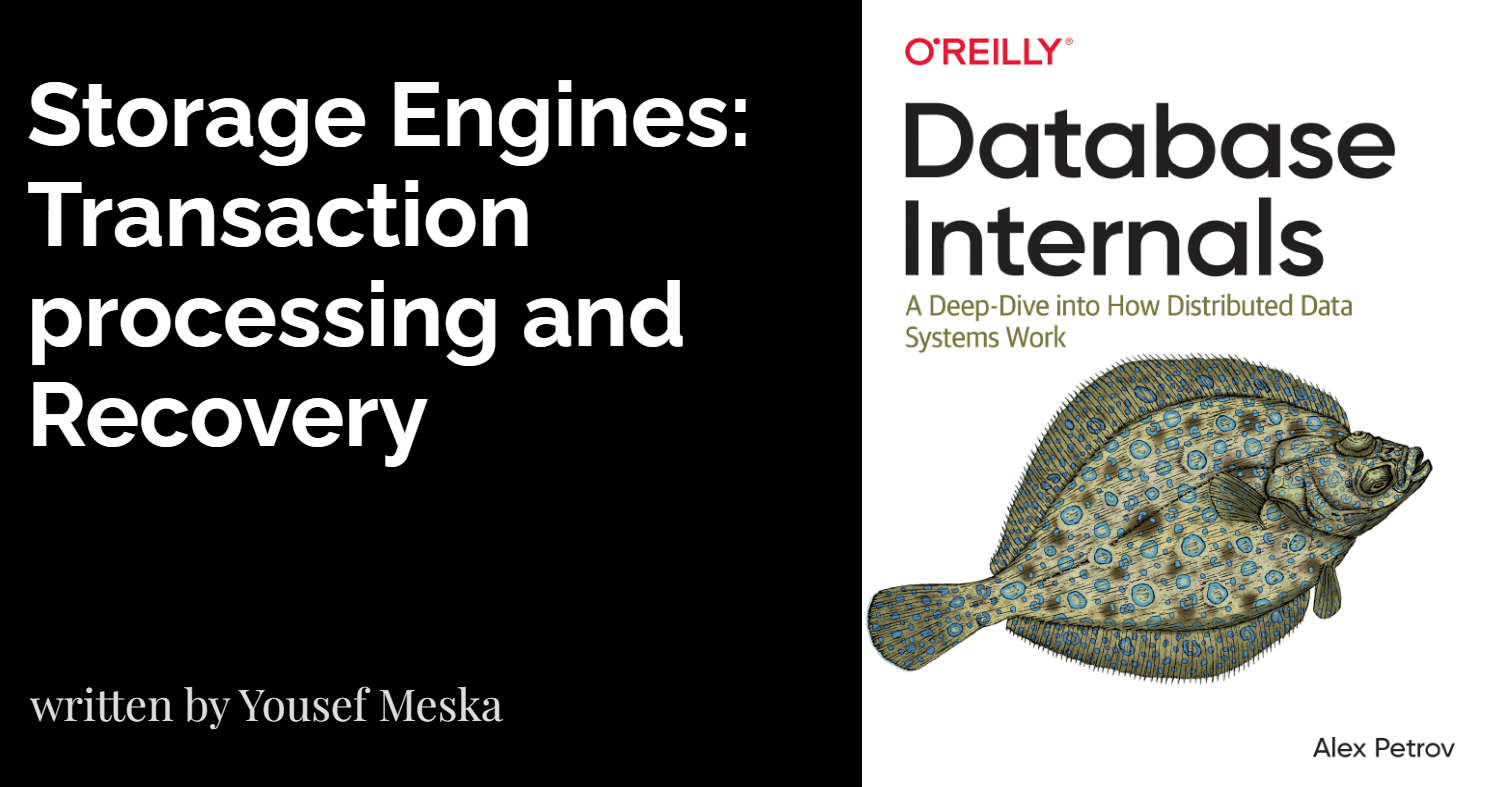 Storage Engines:
Transaction
processing and
Recovery
written by Yousef Meska
O'REILLY®
Database
Internals
A Deep-Dive into How Distributed Data
Systems Work
Alex Petrov